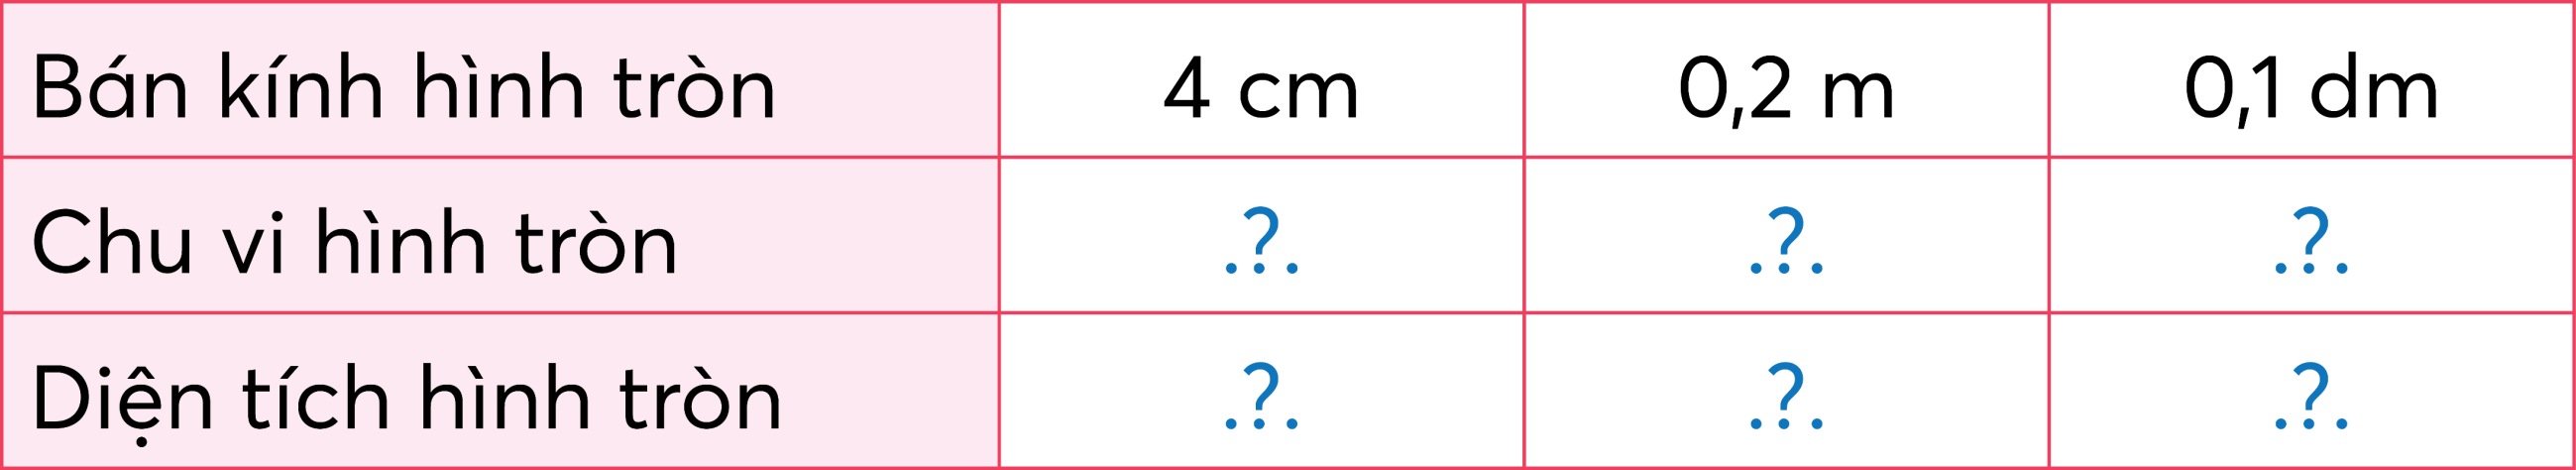 Bán kính hình tròn 4 cm 0,2 m 0,1 dm
Chu vi hình tròn .?. .?. .?.
Diện tích hình tròn .?. .?. .?.